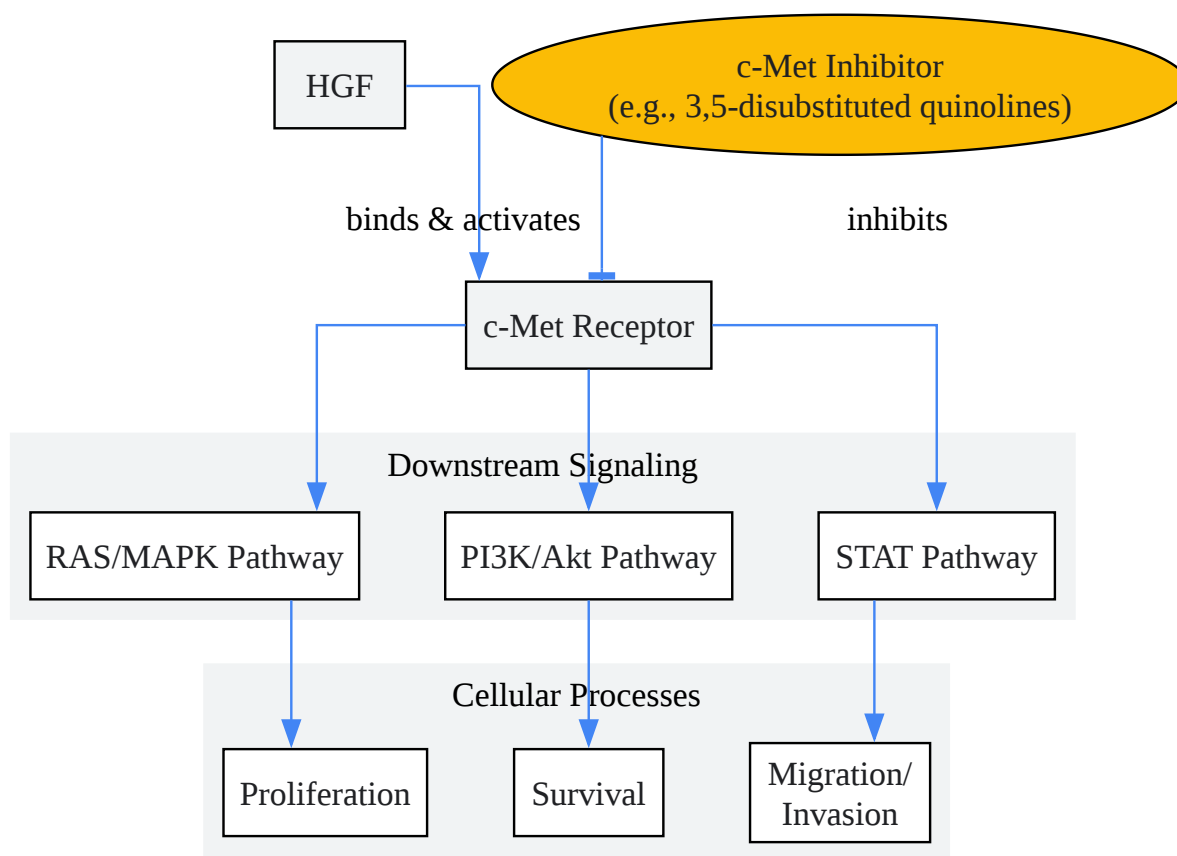 HGF
c-Met Inhibitor
(e.g., 3,5-disubstituted quinolines)
binds & activates
inhibits
c-Met Receptor
Downstream Signaling
RAS/MAPK Pathway
PI3K/Akt Pathway
STAT Pathway
Cellular Processes
Proliferation
Survival
Migration/
Invasion